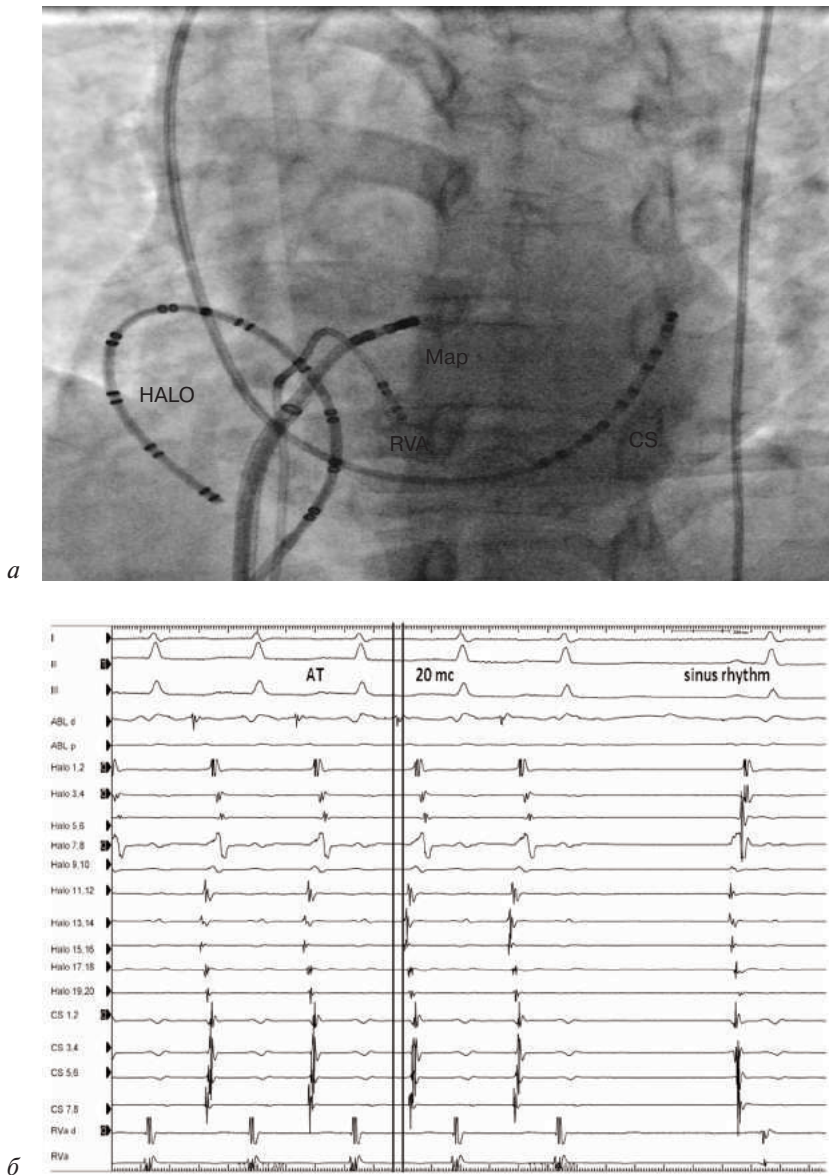 HALO
Map
RVA
CS
а
I
II
AT
20 mc
sinus rhythm
III
ABL d
ABL p
Halo 1,2
Halo 3,4
Halo 5,6
Halo 7,8
Halo 9,10
Halo 11,12
Halo 13,14
Halo 15,16
Halo 17,18
Halo 19,20
CS 1,2
CS 3,4
CS 5,6
CS 7,8
RVa d
RVa
б